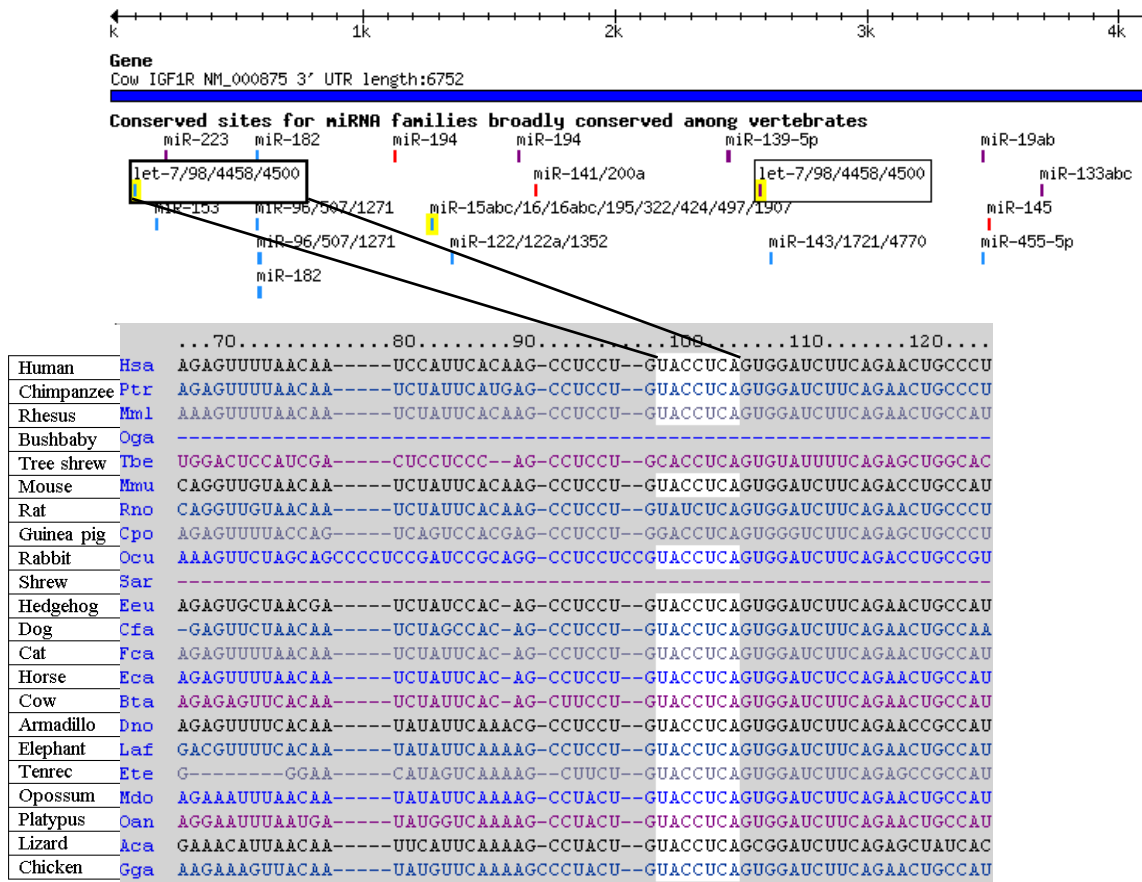 k 1k 2k 3k 4k
Gene
Cow IGF1R NM_000875 3' UTR length:6752
Conserved sites for miRNA families broadly conserved among vertebrates
miR-223 miR-182 miR-194 miR-194 miR-139-5p miR-19ab
let-7/98/4458/4500 miR-141/200a let-7/98/4458/4500 miR-133abc
miR-153 miR-96/507/1271 miR-15abc/16/16abc/195/322/424/497/1907 miR-145
miR-96/507/1271 miR-122/122a/1352 miR-143/1721/4770 miR-455-5p
miR-182
...70.............80........90...........100.......110.......120....
Human Hsa AGAGUUUUUAACAA-----UCCAUUCACAAG-CCUCCU--GUACCUCAGUGGAUCUUCAGAACUGCCCU
Chimpanzee Ptr AGAGUUUUUAACAA-----UCUAUUCAUGAG-CCUCCU--GUACCUCAGUGGAUCUUCAGAACUGCCCU
Rhesus Mml AAAGUUUUUAACAA-----UCUAUUCACAAG-CCUCCU--GUACCUCAGUGGAUCUUCAGAACUGCCAU
Bushbaby Oga --------------------------------------------------------------------
Tree shrew Tbe UGGACUCCAUCGA-----CUCCUCCC--AG-CCUCCU--GCACCUCAGUGUAUUUUCAGAGCUGGCAC
Mouse Mmu CAGGUUGUAACAA-----UCUAUUCACAAG-CCUCCU--GUACCUCAGUGGAUCUUCAGACCUGCCAU
Rat Rno CAGGUUGUAACAA-----UCUAUUCACAAG-CCUCCU--GUAUCUCAGUGGAUCUUCAGAACUGCCCU
Guinea pig Cpo AGAGUUUUUACCAG-----UCAGUCCACGAG-CCUCCU--GGACCUCAGUGGGUCUUCAGAACUGCCCU
Rabbit Ocu AAAGUUCUAGCAGCCCCUCCGAUCCGCAGG-CCUCCUCCGUACCUCAGUGGAUCUUCAGACCUGCCGU
Shrew Sar --------------------------------------------------------------------
Hedgehog Eeu AGAGUGCUAACGA-----UCUAUCCAC-AG-CCUCCU--GUACCUCAGUGGAUCUUCAGAACUGCCAU
Dog Cfa -GAGUUCUAACAA-----UCUAGCCAC-AG-CCUCCU--GUACCUCAGUGGAUCUUCAGAACUGCCAA
Cat Fca AGAGUUUUUAACAA-----UCUAUUCAC-AG-CCUCCU--GUACCUCAGUGGAUCUUCAGAACUGCCAU
Horse Eca AGAGUUUUUAACAA-----UCUAUUCAC-AG-CCUCCU--GUACCUCAGUGGAUCUCCAGAACUGCCAU
Cow Bta AGAGAGUUCACAA-----UCUAUUCAC-AG-CUUCCU--GUACCUCAGUGGAUCUUCAGAACUGCCAU
Armadillo Dno AGAGUUUUCACAA-----UAUAUUCAAACG-CCUCCU--GUACCUCAGUGGAUCUUCAGAACCGCCAU
Elephant Laf GACGUUUUCACAA-----UAUAUUCAAAAG-CCUCCU--GUACCUCAGUGGAUCUUCAGAACUGCCAU
Tenrec Ete G--------GGAA-----CAUAGUCAAAAG--CUUCU--GUACCUCAGUGGAUCUUCAGAGCCGCCAU
Opossum Mdo AGAAAUUUAACAA-----UAUAUUCAAAAG-CCUACU--GUACCUCAGUGGAUCUUCAGAACUGCCAU
Platypus Oan AGGAAUUUAAUGA-----UAUGGUCAAAAG-CCUACU--GUACCUCAGUGGAUCUUCAGAACUGCCAU
Lizard Aca GAAACAUUAACAA-----UUCAUUCAAAAG-CCUACU--GUACCUCAGCGGAUCUUCAGAGCUAUCAC
Chicken Gga AAGAAAGUUACAA-----UAUGUUCAAAAGCCCUACU--GUACCUCAGUGGAUCUUCAGAACUGCCAU